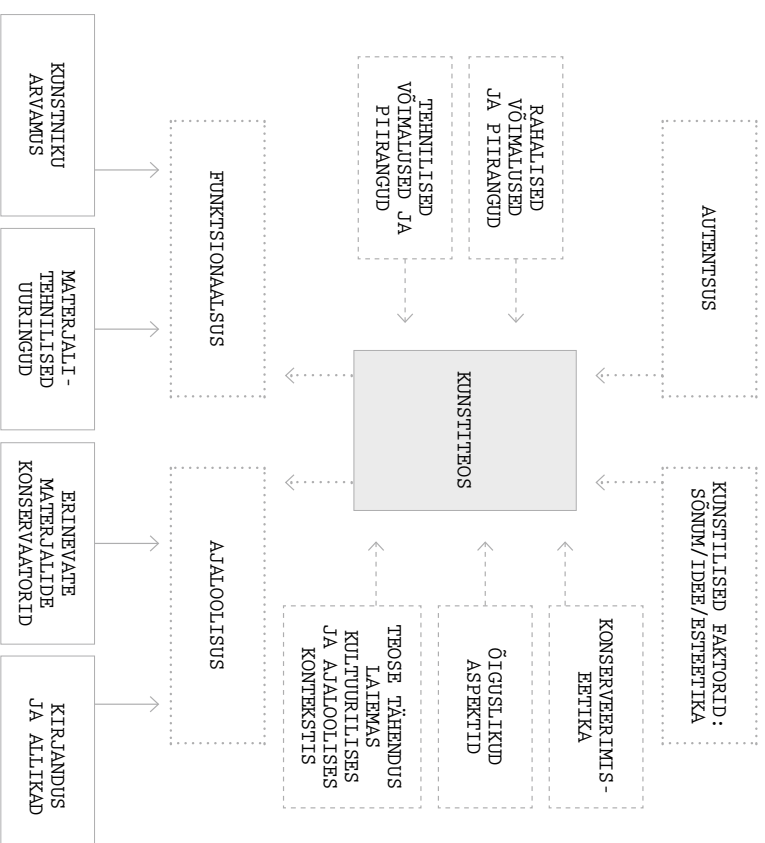 AUTENTSUS
KUNSTILISED FAKTORID:
SÕNUM/IDEE/ESTEETIKA
RAHALISED
VÕIMALUSED
JA PIIRANGUD
KONSERVEERIMIS-
EETIKA
KUNSTITEOS
ÕIGUSLIKUD
ASPEKTID
TEHNILISED
VÕIMALUSED JA
PIIRANGUD
TEOSE TÄHENDUS
LAIEMAS
KULTUURILISES
JA AJALOOLISES
KONTEKSTIS
FUNKTSIONAALSUS
AJALOOLISUS
KUNSTNIKU
ARVAMUS
MATERJALI-
TEHNILISED
UURINGUD
ERINEVATE
MATERJALIDE
KONSERVAATORID
KIRJANDUS
JA ALLIKAD